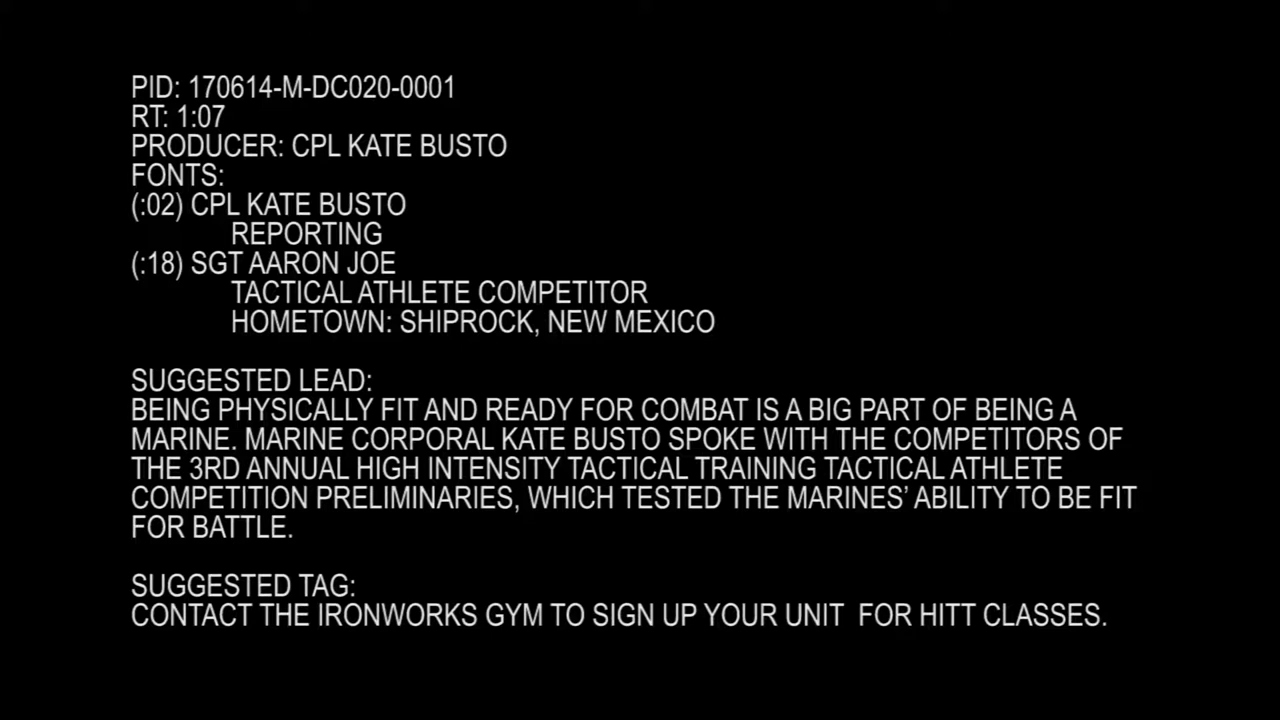 PID: 170614-M-DC020-0001
RT: 1:07
PRODUCER: CPL KATE BUSTO
FONTS:
(:02) CPL KATE BUSTO
REPORTING
(:18) SGT AARON JOE
TACTICAL ATHLETE COMPETITOR
HOMETOWN: SHIPROCK, NEW MEXICO
SUGGESTED LEAD:
BEING PHYSICALLY FIT AND READY FOR COMBAT IS A BIG PART OF BEING A
MARINE. MARINE CORPORAL KATE BUSTO SPOKE WITH THE COMPETITORS OF
THE 3RD ANNUAL HIGH INTENSITY TACTICAL TRAINING TACTICAL ATHLETE
COMPETITION PRELIMINARIES, WHICH TESTED THE MARINES' ABILITY TO BE FIT
FOR BATTLE.
SUGGESTED TAG:
CONTACT THE IRONWORKS GYM TO SIGN UP YOUR UNIT  FOR HITT CLASSES.